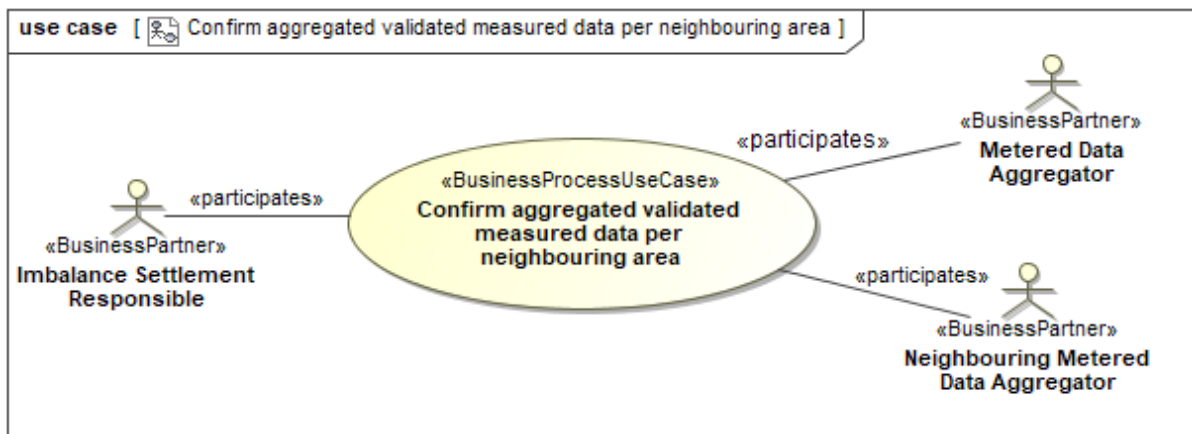 use case [ Confirm aggregated validated measured data per neighbouring area ]
«BusinessPartner»
Metered Data
Aggregator
«participates»
«BusinessProcessUseCase»
Confirm aggregated validated
measured data per
neighbouring area
«participates»
«BusinessPartner»
Imbalance Settlement
Responsible
«participates»
«BusinessPartner»
Neighbouring Metered
Data Aggregator